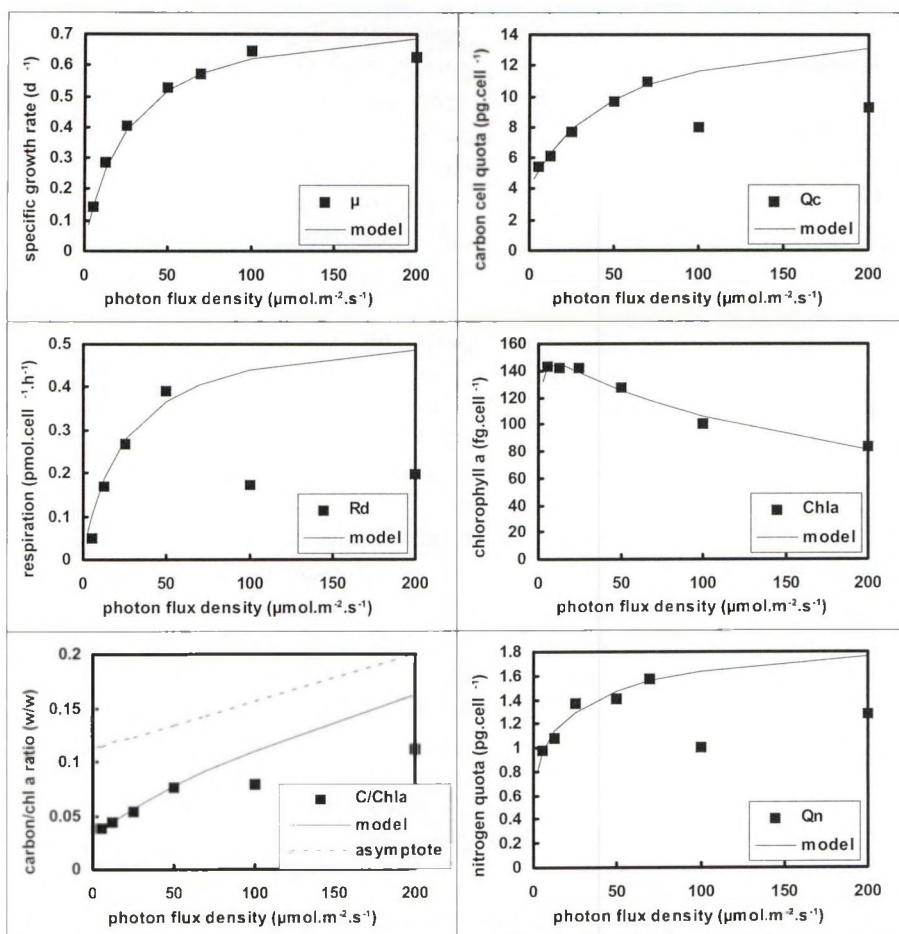 specific growth rate (d ⁻¹)
0.7
0.6
0.5
0.4
0.3
0.2
0.1
0
μ
model
0 50 100 150 200
photon flux density (μmol.m⁻².s⁻¹)
carbon cell quota (pg.cell ⁻¹)
14
12
10
8
6
4
2
0
Qc
model
0 50 100 150 200
photon flux density (μmol.m⁻².s⁻¹)
respiration (pmol.cell ⁻¹.h⁻¹)
0.5
0.4
0.3
0.2
0.1
0
Rd
model
0 50 100 150 200
photon flux density (μmol.m⁻².s⁻¹)
chlorophyll a (fg.cell ⁻¹)
160
140
120
100
80
60
40
20
0
Chla
model
0 50 100 150 200
photon flux density (μmol.m⁻².s⁻¹)
carbon/chl a ratio (w/w)
0.2
0.15
0.1
0.05
0
C/Chla
model
asymptote
0 50 100 150 200
photon flux density (μmol.m⁻².s⁻¹)
nitrogen quota (pg.cell ⁻¹)
1.8
1.6
1.4
1.2
1
0.8
0.6
0.4
0.2
0
Qn
model
0 50 100 150 200
photon flux density (μmol.m⁻².s⁻¹)